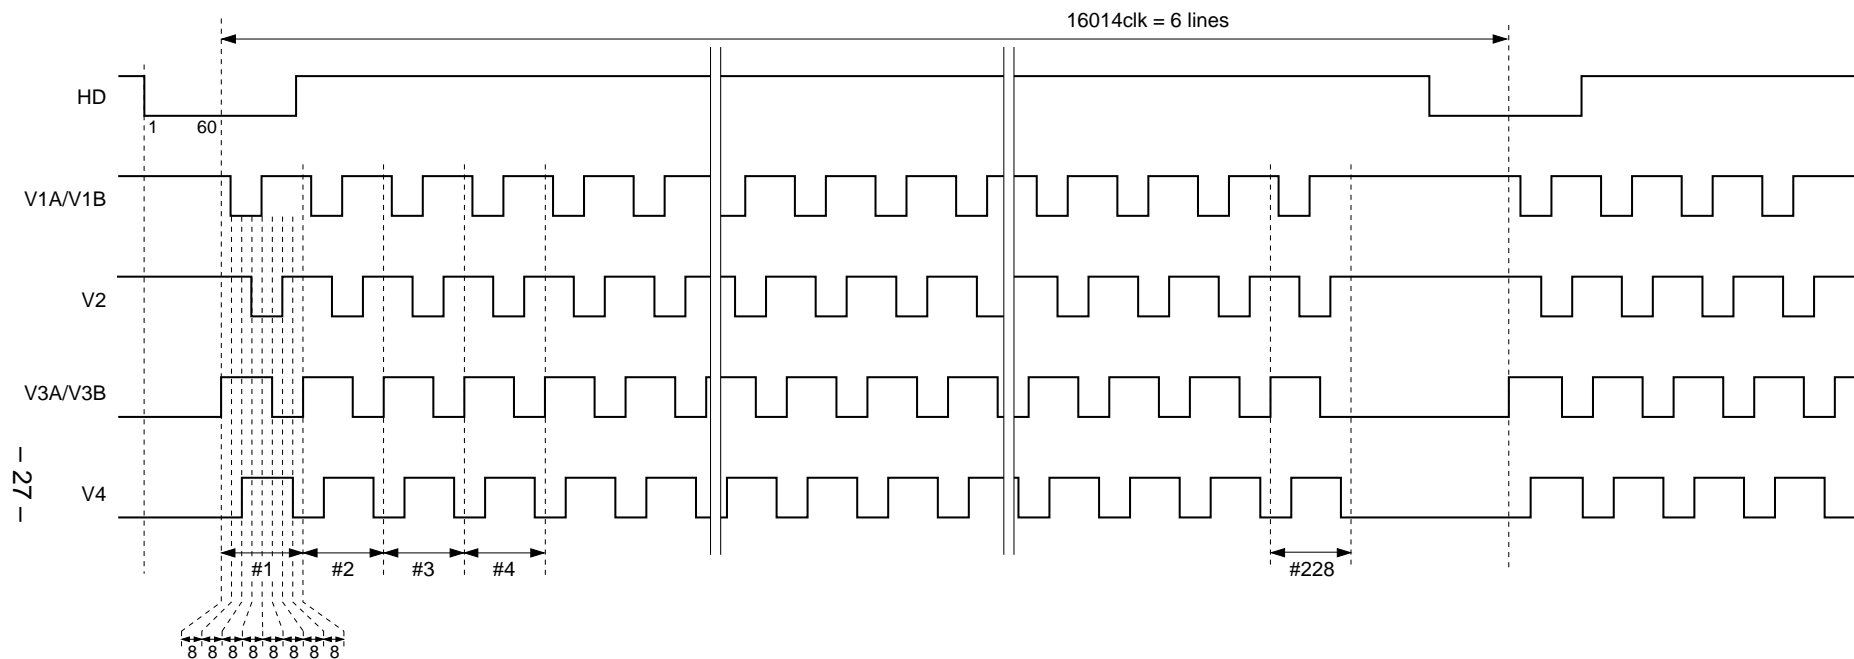 16014clk = 6 lines
HD
1 60
V1A/V1B
V2
V3A/V3B
V4
#1 #2 #3 #4 #228
8 8 8 8 8 8 8 8
– 27 –